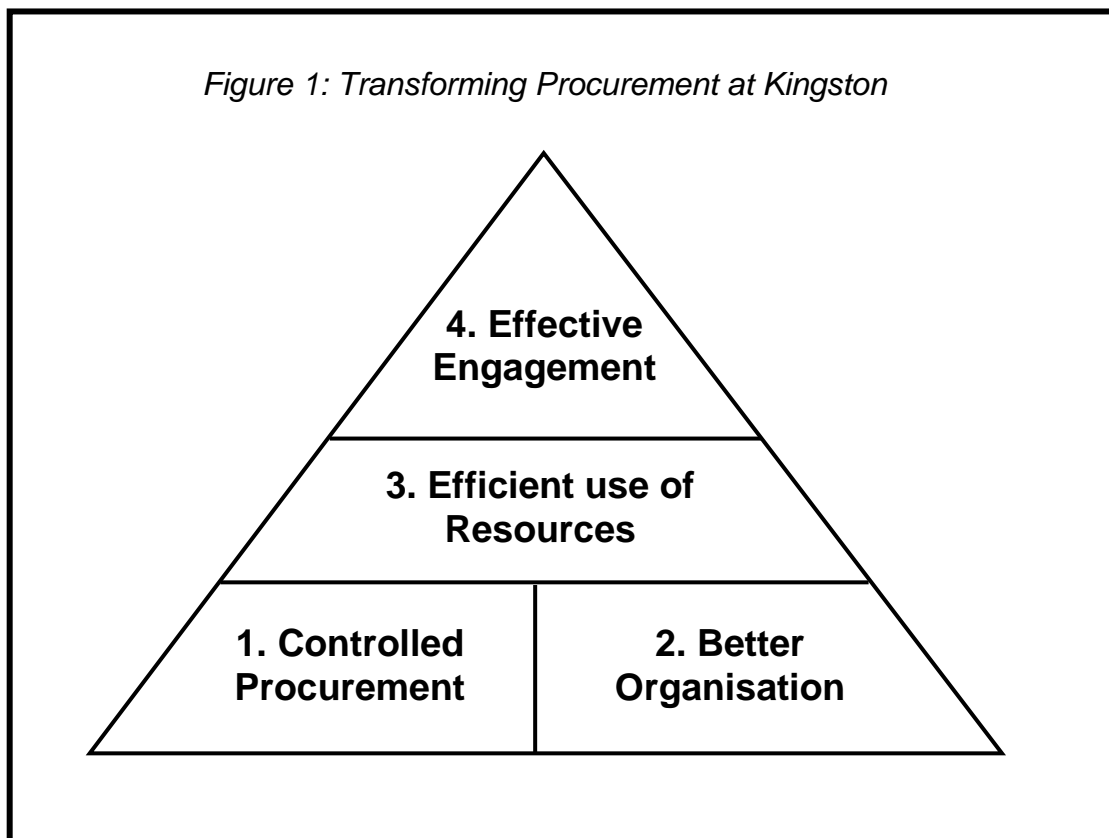 Figure 1: Transforming Procurement at Kingston
4. Effective
Engagement
3. Efficient use of
Resources
1. Controlled
Procurement
2. Better
Organisation